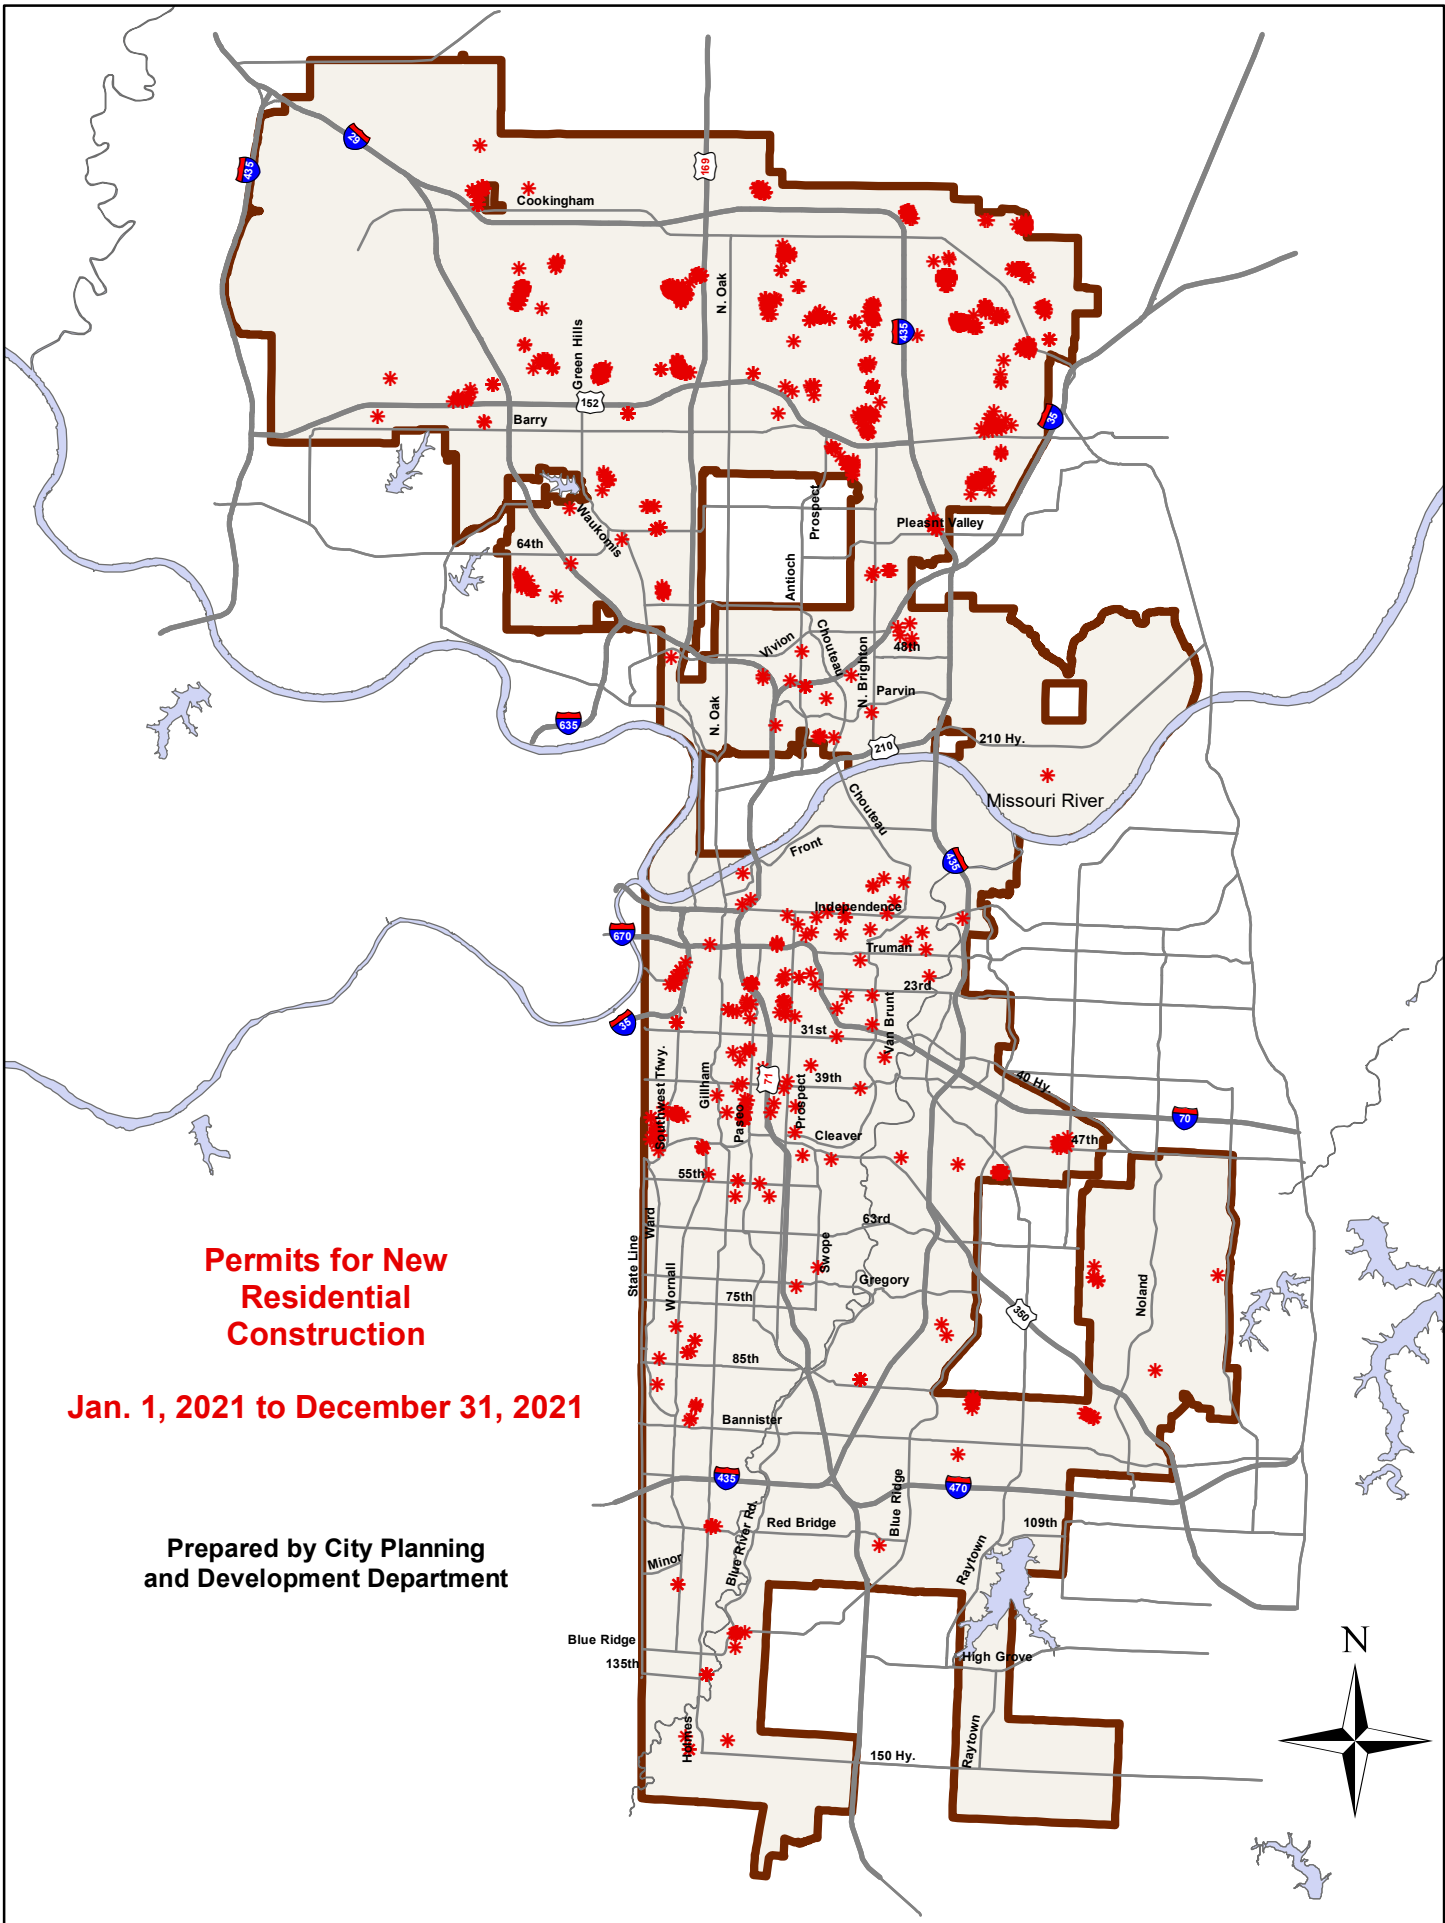 29
435
169
Cookingham
N. Oak
435
Green Hills
152
Barry
35
Prospect
Waukomis
Pleasnt Valley
64th
Antioch
Chouteau
Vivion
48th
N. Brighton
Parvin
N. Oak
635
210
210 Hy.
Missouri River
Chouteau
Front
435
Independence
670
Truman
23rd
35
31st
Van Brunt
Southwest Tfwy.
Gillham
71
39th
40 Hy.
Prospect
70
Paseo
Cleaver
47th
55th
Ward
63rd
State Line
Swope
Permits for New
Residential
Construction
Wornall
Gregory
75th
Noland
350
85th
Jan. 1, 2021 to December 31, 2021
Bannister
435
470
Blue Ridge
Blue River Rd.
Red Bridge
109th
Prepared by City Planning
and Development Department
Minor
Raytown
Blue Ridge
135th
High Grove
N
Holmes
Raytown
150 Hy.